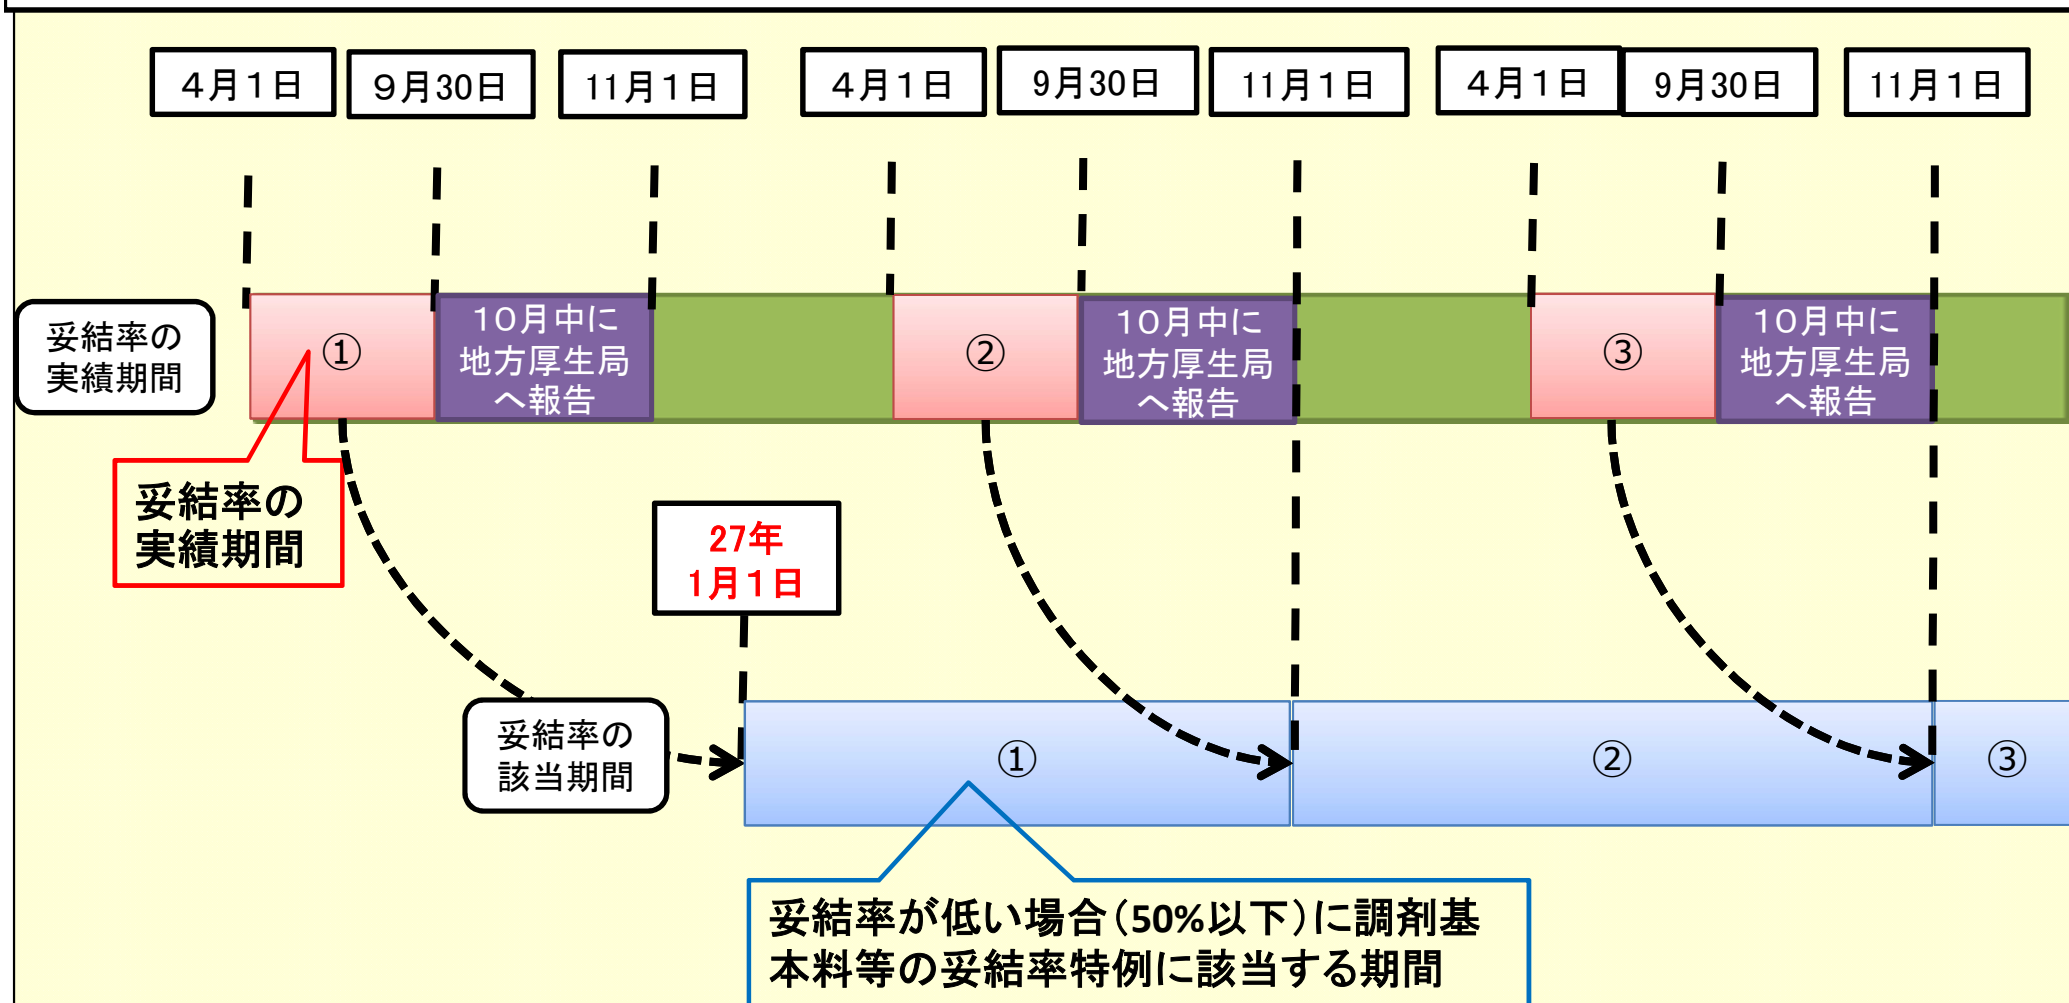 ４月１日
９月30日
11月１日
４月１日
9月30日
11月１日
４月１日
9月30日
11月１日
妥結率の
実績期間
①
10月中に
地方厚生局
へ報告
②
10月中に
地方厚生局
へ報告
③
10月中に
地方厚生局
へ報告
妥結率の
実績期間
27年
1月１日
妥結率の
該当期間
①
②
③
妥結率が低い場合（50%以下）に調剤基
本料等の妥結率特例に該当する期間